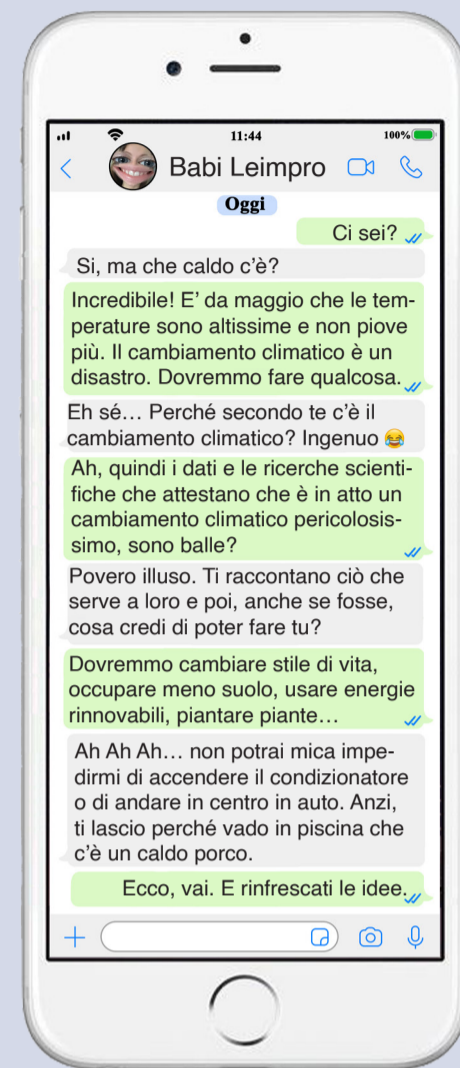 11:44
100%
Babi Leimpro
Oggi
Ci sei?
Si, ma che caldo c'è?
Incredibile! E' da maggio che le tem-
perature sono altissime e non piove
più. Il cambiamento climatico è un
disastro. Dovremmo fare qualcosa.
Eh sé... Perché secondo te c'è il
cambiamento climatico? Ingenuo 😂
Ah, quindi i dati e le ricerche scienti-
fiche che attestano che è in atto un
cambiamento climatico pericolosis-
simo, sono balle?
Povero illuso. Ti raccontano ciò che
serve a loro e poi, anche se fosse,
cosa credi di poter fare tu?
Dovremmo cambiare stile di vita,
occupare meno suolo, usare energie
rinnovabili, piantare piante...
Ah Ah Ah... non potrai mica impe-
dirmi di accendere il condizionatore
o di andare in centro in auto. Anzi,
ti lascio perché vado in piscina che
c'è un caldo porco.
Ecco, vai. E rinfrescati le idee.